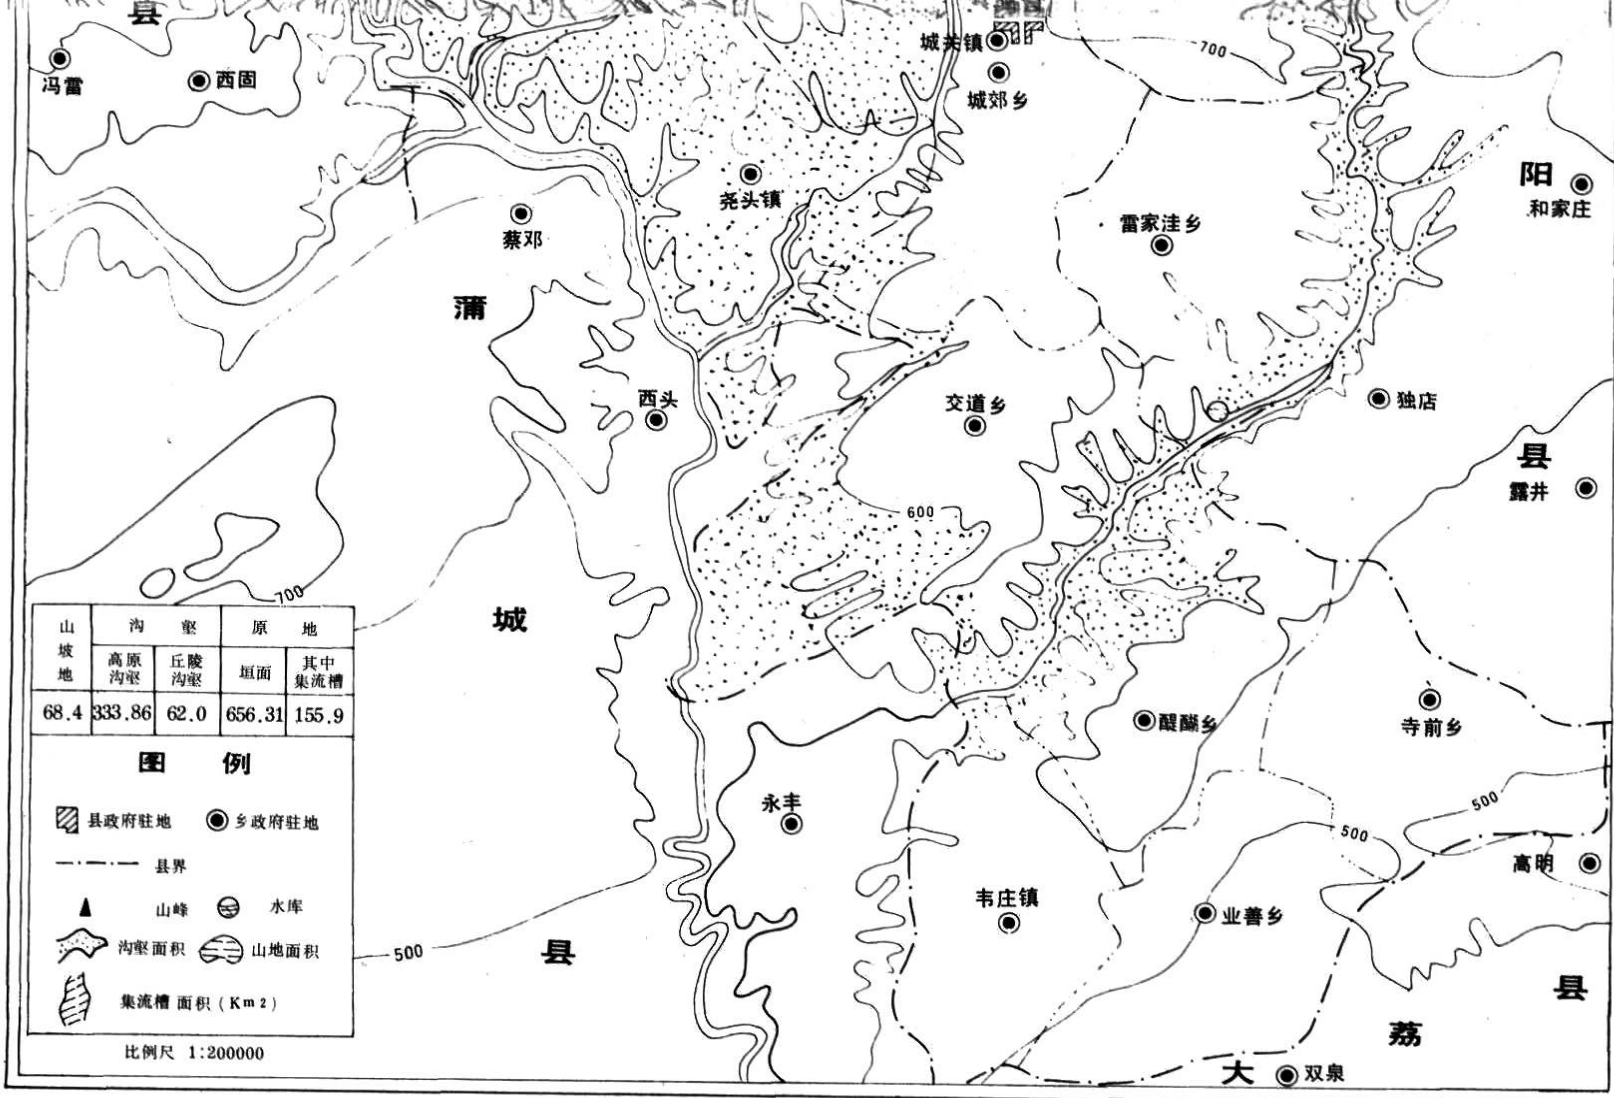 县
城关镇
700
冯雷
西固
城郊乡
阳
和家庄
尧头镇
蔡邓
雷家洼乡
蒲
西头
交道乡
独店
县
露井
600
700
城
山坡地 沟壑 原地
高原沟壑 丘陵沟壑 垣面 其中集流槽
68.4 333.86 62.0 656.31 155.9
醍醐乡
寺前乡
图例
县政府驻地 乡政府驻地
县界
山峰 水库
沟壑面积 山地面积
集流槽面积(Km2)
比例尺 1:200000
永丰
500
500
高明
韦庄镇
业善乡
500
县
县
荔
大
双泉